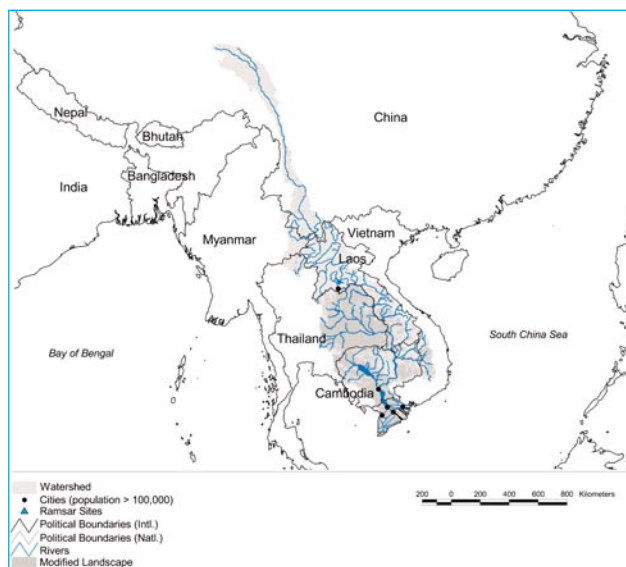 China
Nepal
Bhutan
Bangladesh
India
Myanmar
Vietnam
Laos
Thailand
South China Sea
Bay of Bengal
Cambodia
Watershed
Cities (population > 100,000)
Ramsar Sites
Political Boundaries (Intl.)
Political Boundaries (Natl.)
Rivers
Modified Landscape
200 0 200 400 600 800 Kilometers